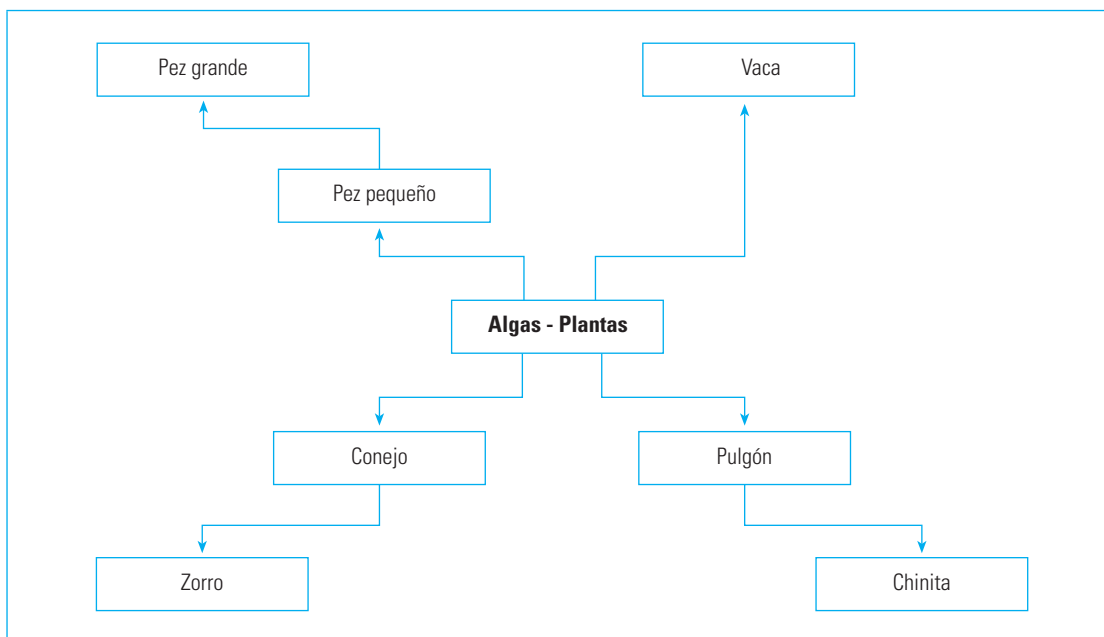 Pez grande
Vaca
Pez pequeño
Algas - Plantas
Conejo
Pulgón
Zorro
Chinita